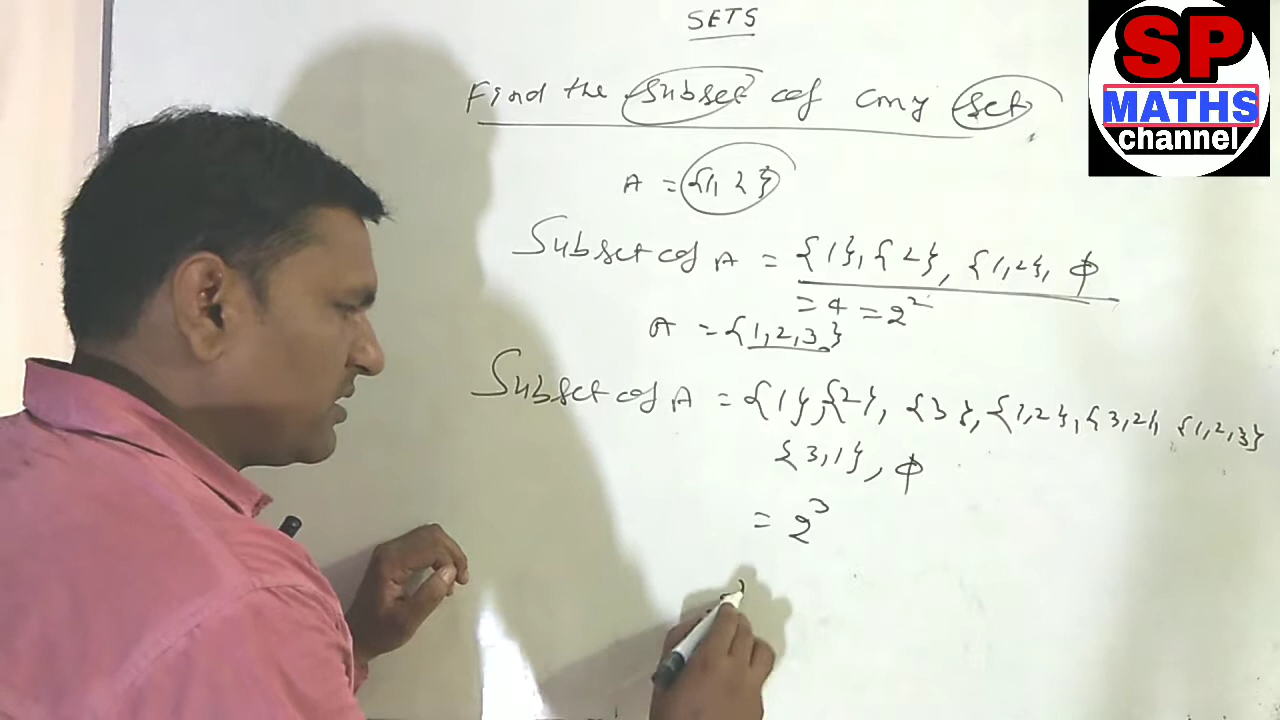 SETS
SP
MATHS
channel
Find the subset of any set
A = {1, 2}
Subset of A = {1}, {2}, {1,2}, ϕ
= 4 = 2²
A = {1,2,3}
Subset of A = {1}, {2}, {3}, {1,2}, {3,2}, {1,2,3}
{3,1}, ϕ
= 2³